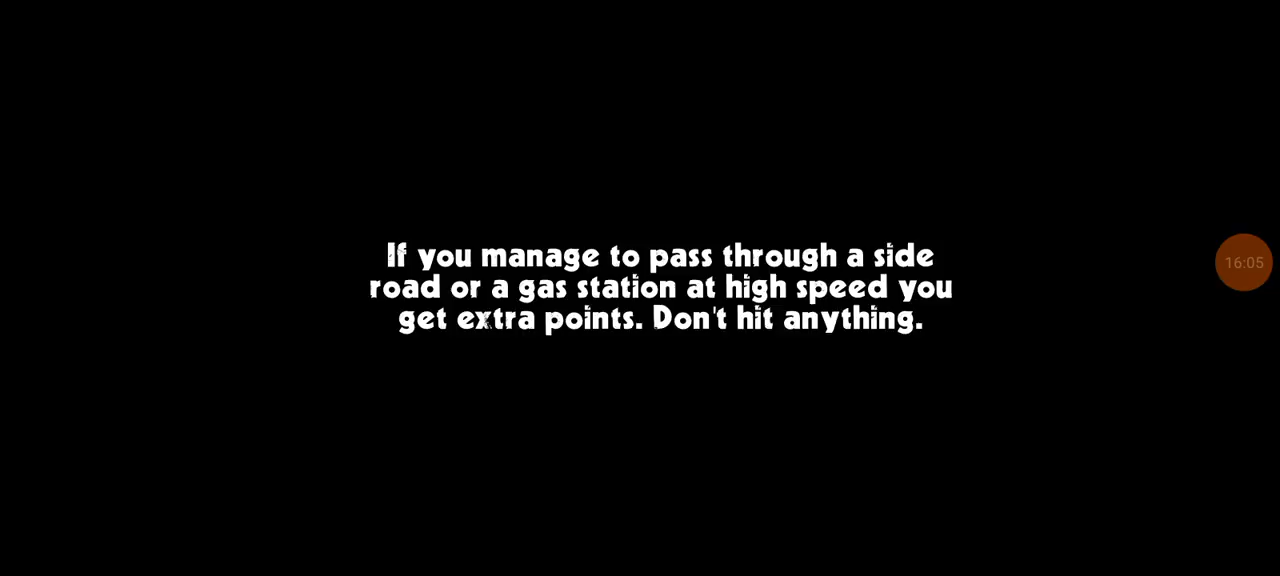 If you manage to pass through a side
road or a gas station at high speed you
get extra points. Don't hit anything.
16:05